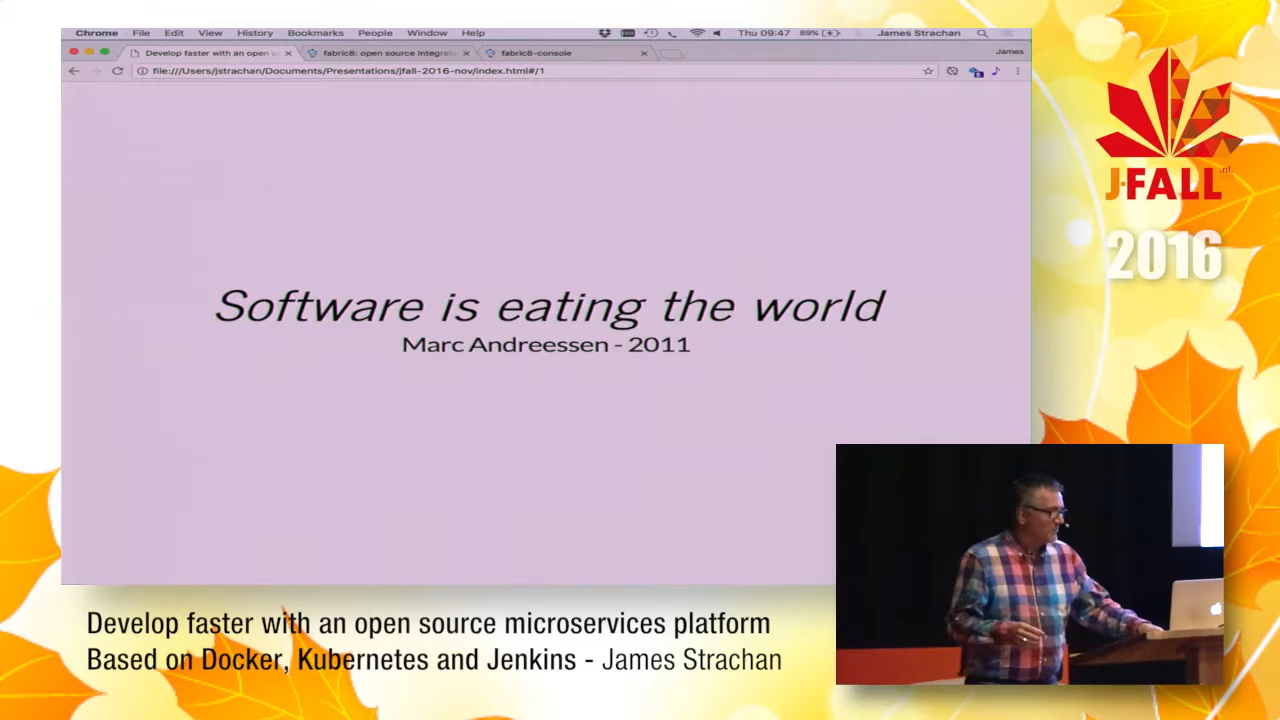 Chrome File Edit View History Bookmarks People Window Help Thu 09:47 89% James Strachan
Develop faster with an open s fabric8: open source integrat fabric8-console James
file:///Users/jstrachan/Documents/Presentations/jfall-2016-nov/index.html#/1
Software is eating the world
Marc Andreessen - 2011
J-FALL.nl
2016
Develop faster with an open source microservices platform
Based on Docker, Kubernetes and Jenkins - James Strachan